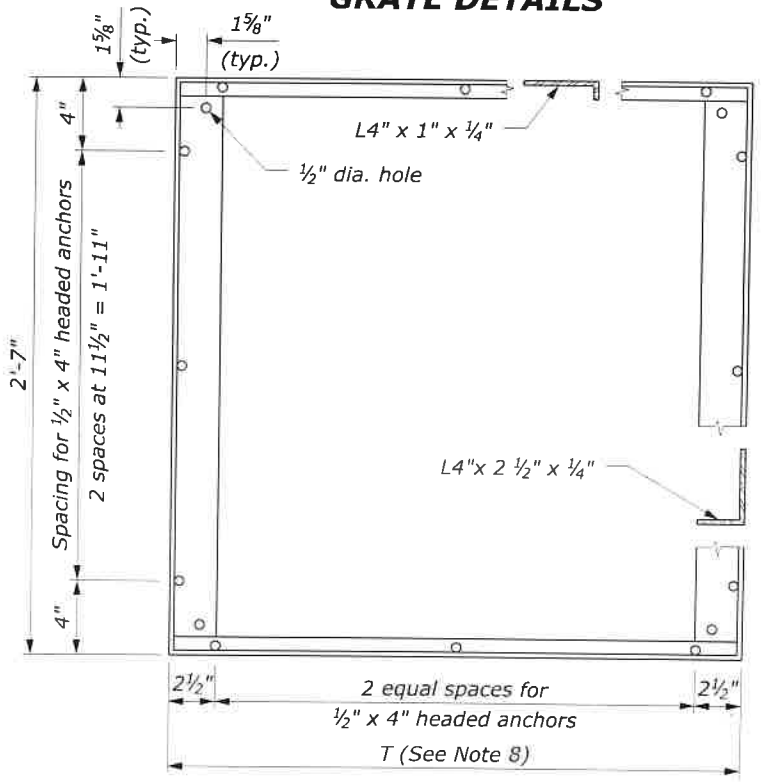 GRATE DETAILS
1⅝"
(typ.)
1⅝"
(typ.)
4"
L4" x 1" x ¼"
½" dia. hole
2'-7"
Spacing for ½" x 4" headed anchors
2 spaces at 11½" = 1'-11"
L4"x 2 ½" x ¼"
4"
2½"
2 equal spaces for
½" x 4" headed anchors
2½"
T (See Note 8)